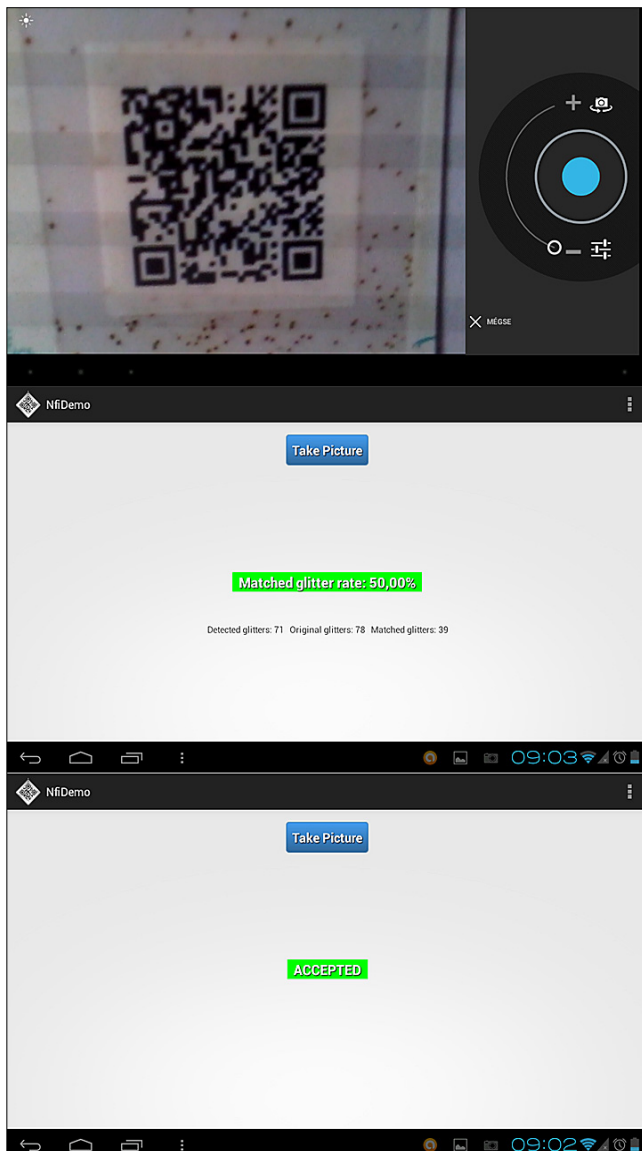 MÉGSE
NfiDemo
Take Picture
Matched glitter rate: 50,00%
Detected glitters: 71 Original glitters: 78 Matched glitters: 39
09:03
NfiDemo
Take Picture
ACCEPTED
09:02